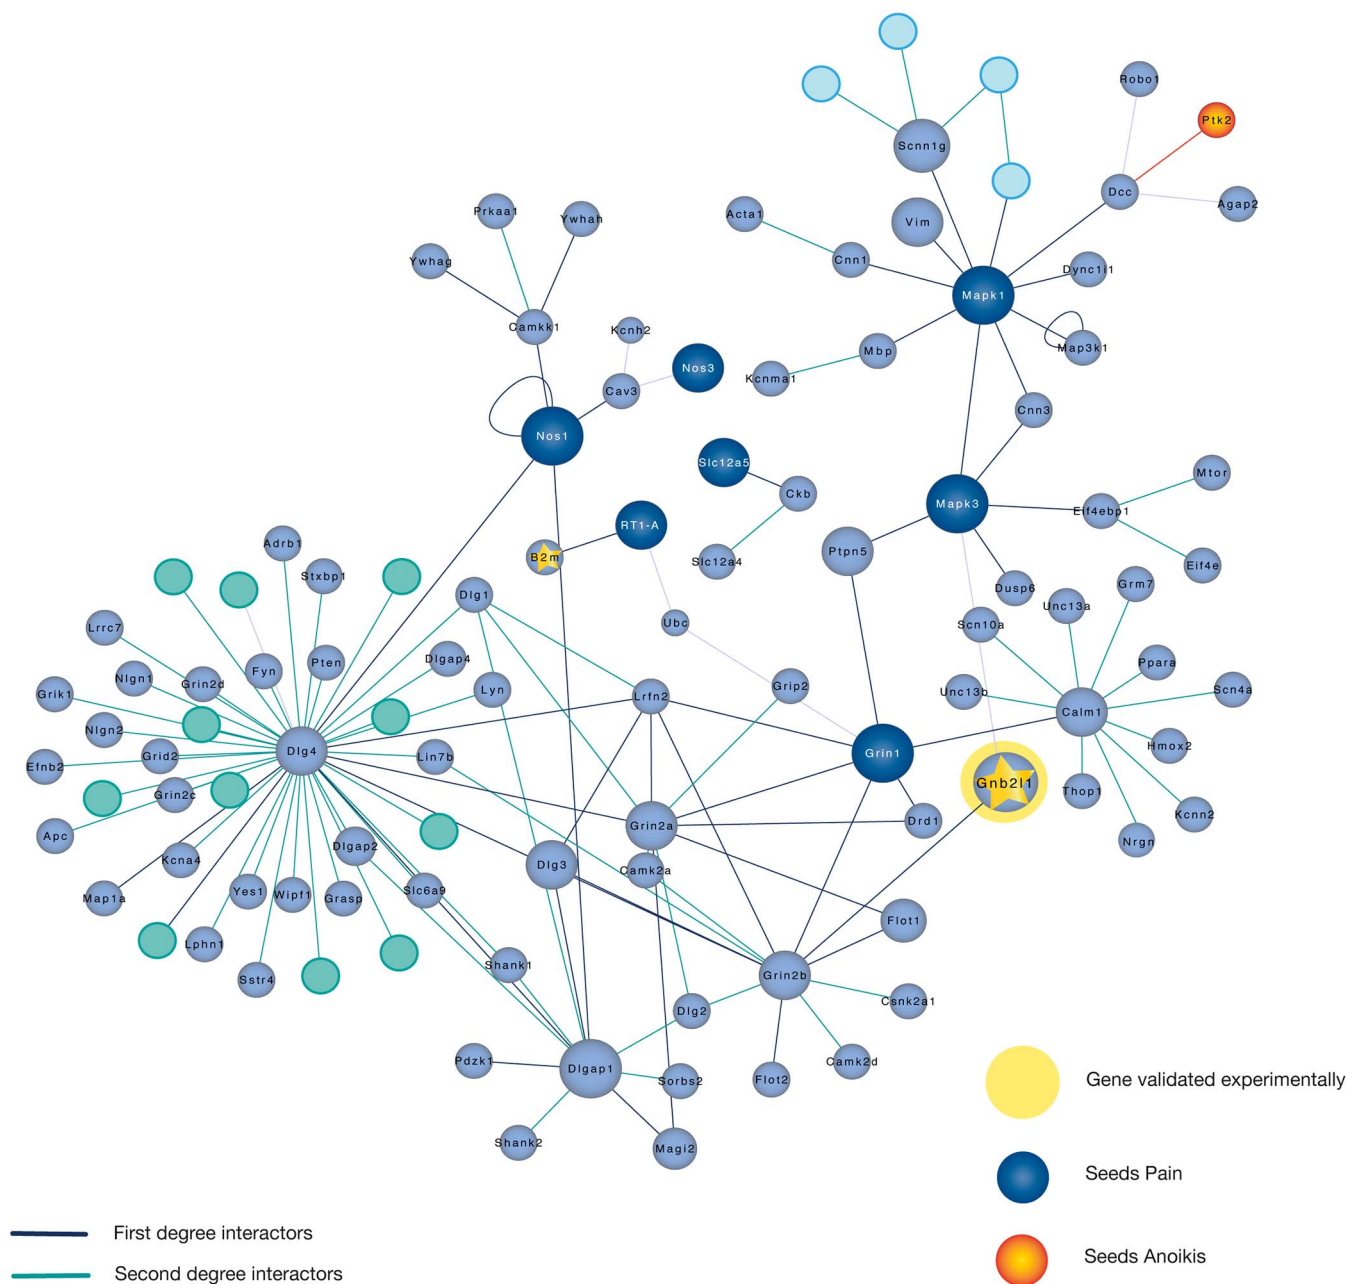 Robo1
Ptk2
Scnn1g
Dcc
Agap2
Prkaa1
Ywhah
Acta1
Vim
Ywhag
Cnn1
Dync1i1
Mapk1
Camkk1
Kcnh2
Mbp
Map3k1
Nos3
Kcnma1
Cav3
Cnn3
Nos1
Slc12a5
Mtor
Ckb
Mapk3
Eif4ebp1
RT1-A
B2m
Slc12a4
Ptpn5
Eif4e
Adrb1
Stxbp1
Dlg1
Dusp6
Grm7
Unc13a
Lrrc7
Ubc
Scn10a
Fyn
Pten
Dlgap4
Ppara
Nlgn1
Grin2d
Grik1
Lyn
Lrfn2
Grip2
Unc13b
Scn4a
Calm1
Nlgn2
Dlg4
Grin1
Hmox2
Efnb2
Grid2
Lin7b
Gnb2l1
Grin2c
Thop1
Kcnn2
Apc
Grin2a
Drd1
Nrgn
Dlgap2
Kcna4
Dlg3
Camk2a
Map1a
Yes1
Wipf1
Grasp
Slc6a9
Flot1
Lphn1
Sstr4
Shank1
Grin2b
Csnk2a1
Dlg2
Pdzk1
Dlgap1
Sorbs2
Flot2
Camk2d
Gene validated experimentally
Shank2
Magi2
Seeds Pain
First degree interactors
Seeds Anoikis
Second degree interactors